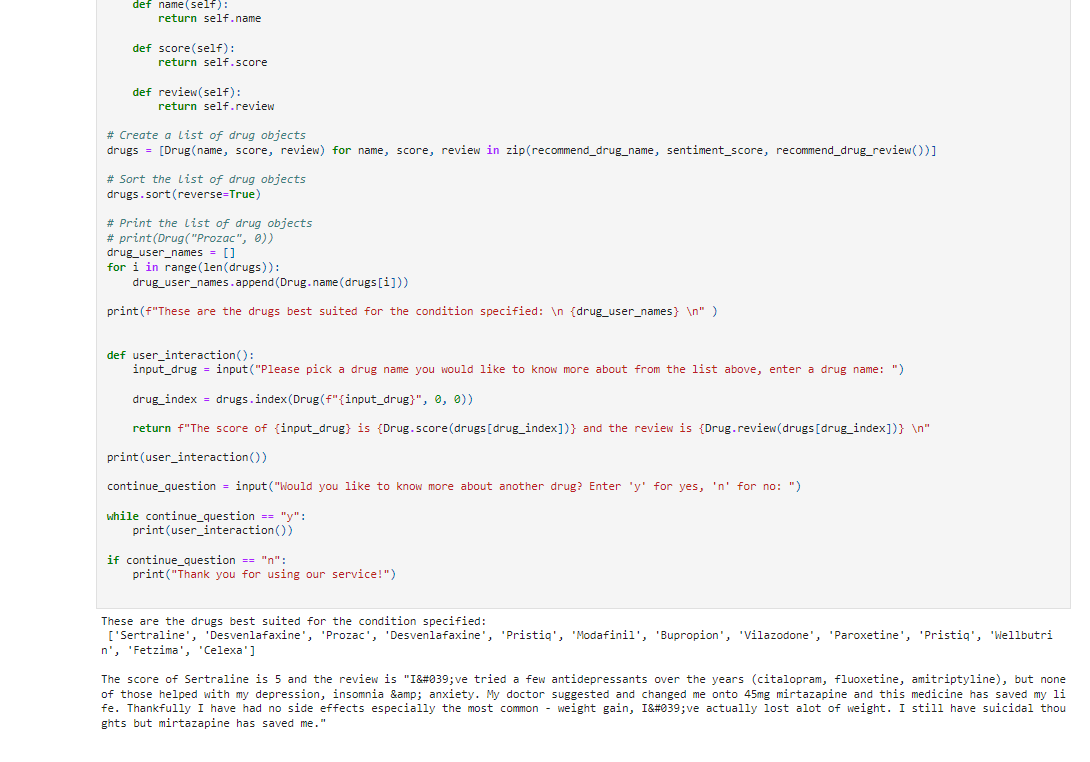 def name(self):
return self.name
def score(self):
return self.score
def review(self):
return self.review
# Create a list of drug objects
drugs = [Drug(name, score, review) for name, score, review in zip(recommend_drug_name, sentiment_score, recommend_drug_review())]
# Sort the list of drug objects
drugs.sort(reverse=True)
# Print the list of drug objects
# print(Drug("Prozac", 0))
drug_user_names = []
for i in range(len(drugs)):
drug_user_names.append(Drug.name(drugs[i]))
print(f"These are the drugs best suited for the condition specified: \n {drug_user_names} \n" )
def user_interaction():
input_drug = input("Please pick a drug name you would like to know more about from the list above, enter a drug name: ")
drug_index = drugs.index(Drug(f"{input_drug}", 0, 0))
return f"The score of {input_drug} is {Drug.score(drugs[drug_index])} and the review is {Drug.review(drugs[drug_index])} \n"
print(user_interaction())
continue_question = input("Would you like to know more about another drug? Enter 'y' for yes, 'n' for no: ")
while continue_question == "y":
print(user_interaction())
if continue_question == "n":
print("Thank you for using our service!")
These are the drugs best suited for the condition specified:
['Sertraline', 'Desvenlafaxine', 'Prozac', 'Desvenlafaxine', 'Pristiq', 'Modafinil', 'Bupropion', 'Vilazodone', 'Paroxetine', 'Pristiq', 'Wellbutri
n', 'Fetzima', 'Celexa']
The score of Sertraline is 5 and the review is "I&#039;ve tried a few antidepressants over the years (citalopram, fluoxetine, amitriptyline), but none
of those helped with my depression, insomnia &amp; anxiety. My doctor suggested and changed me onto 45mg mirtazapine and this medicine has saved my li
fe. Thankfully I have had no side effects especially the most common - weight gain, I&#039;ve actually lost alot of weight. I still have suicidal thou
ghts but mirtazapine has saved me."